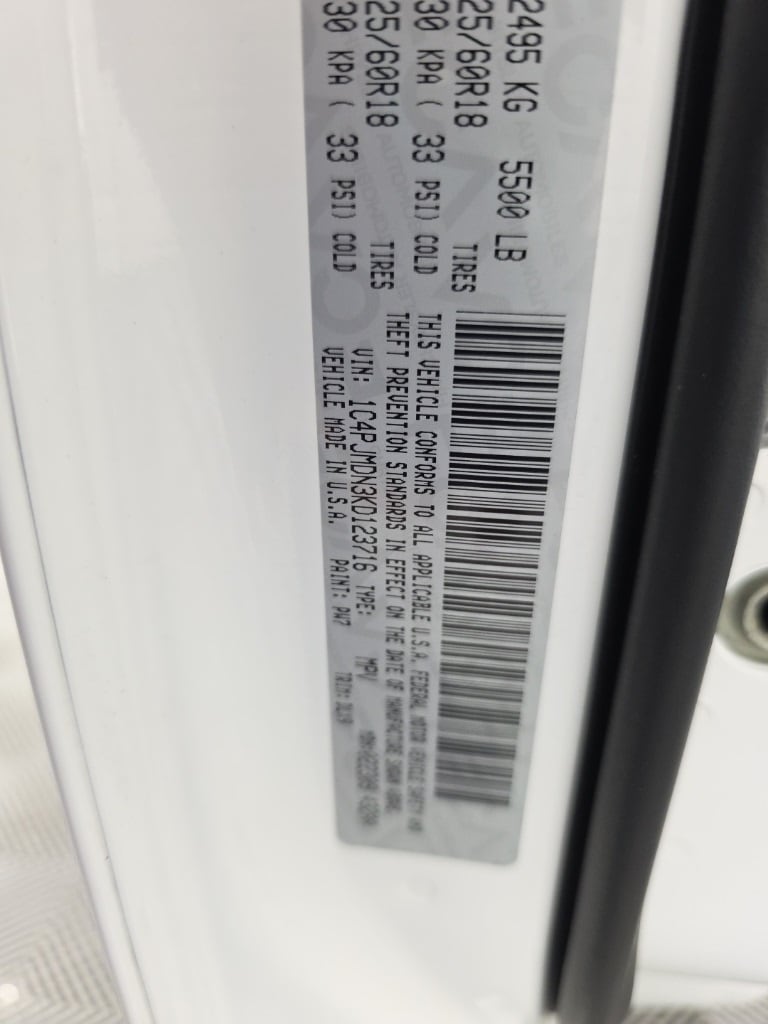 2495 KG 5500 LB
25/60R18 TIRES
30 KPA ( 33 PSI) COLD
25/60R18 TIRES
30 KPA ( 33 PSI) COLD
THIS VEHICLE CONFORMS TO ALL APPLICABLE U.S.A. FEDERAL MOTOR VEHICLE SAFETY AND
THEFT PREVENTION STANDARDS IN EFFECT ON THE DATE OF MANUFACTURE SHOWN ABOVE.
VIN: 1C4PJMDN3KD123716 TYPE: MPV
VEHICLE MADE IN U.S.A. PAINT: PW7 TRIM: